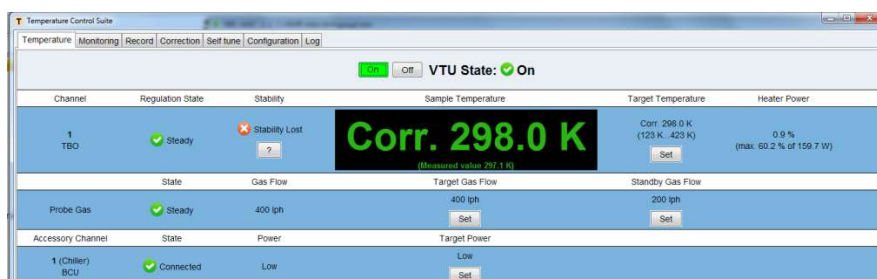 Temperature Control Suite
Temperature Monitoring Record Correction Self tune Configuration Log
On Off VTU State: On
Channel Regulation State Stability Sample Temperature Target Temperature Heater Power
1
TBO
Steady
Stability Lost
?
Corr. 298.0 K
(Measured value 297.1 K)
Corr. 298.0 K
(123 K...423 K)
Set
0.9 %
(max. 60.2 % of 159.7 W)
State Gas Flow Target Gas Flow Standby Gas Flow
Probe Gas Steady 400 lph
400 lph
Set
200 lph
Set
Accessory Channel State Power Target Power
1 (Chiller)
BCU
Connected
Low
Low
Set